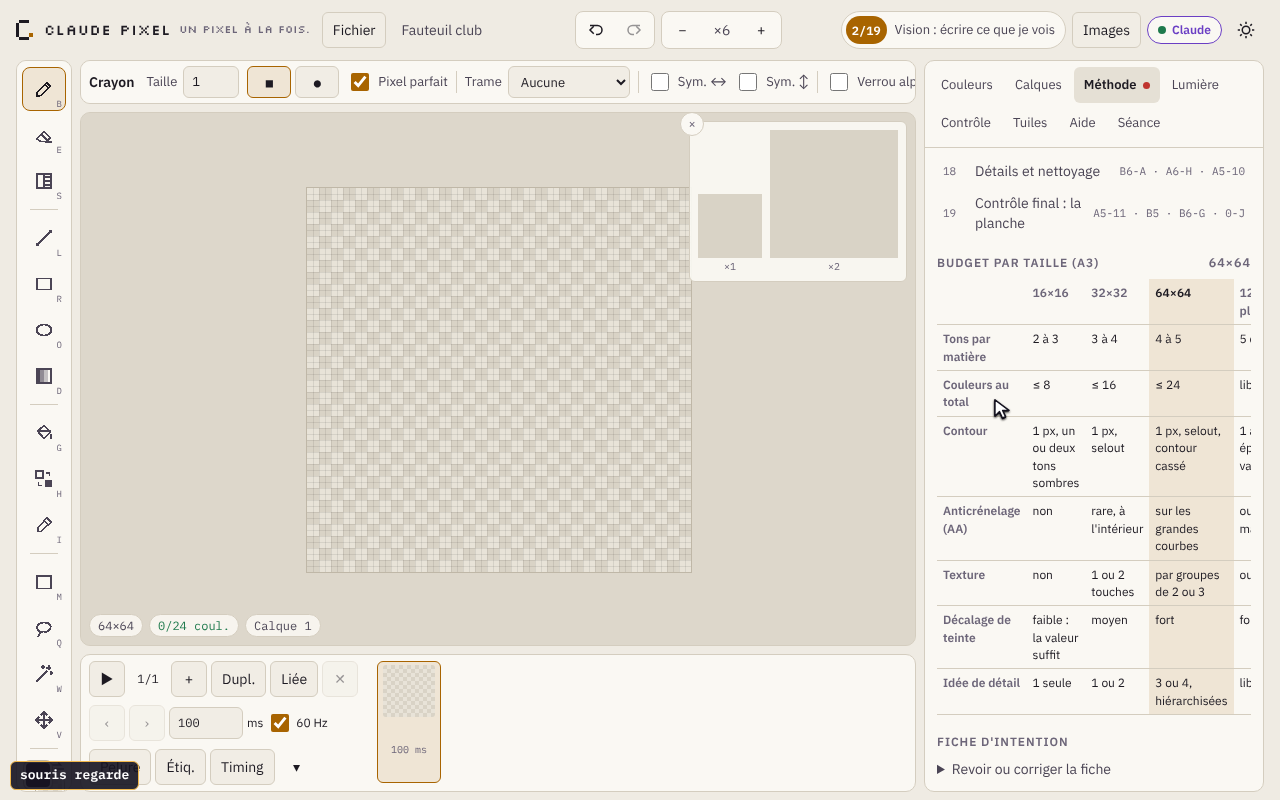 CLAUDE PIXEL UN PIXEL À LA FOIS. Fichier Fauteuil club − ×6 + 2/19 Vision : écrire ce que je vois Images Claude
Crayon Taille 1 Pixel parfait Trame Aucune Sym. ↔ Sym. ↕ Verrou alp
B
E
S
L
R
O
D
G
H
I
M
Q
W
V
×
×1 ×2
64×64 0/24 coul. Calque 1
1/1 + Dupl. Liée ×
‹ › 100 ms 60 Hz
Étiq. Timing ▼
100 ms
souris regarde
Couleurs Calques Méthode Lumière
Contrôle Tuiles Aide Séance
18 Détails et nettoyage B6-A · A6-H · A5-10
19 Contrôle final : la planche A5-11 · B5 · B6-G · 0-J
BUDGET PAR TAILLE (A3) 64×64
16×16 32×32 64×64
Tons par matière 2 à 3 3 à 4 4 à 5
Couleurs au total ≤ 8 ≤ 16 ≤ 24
Contour 1 px, un ou deux tons sombres 1 px, selout 1 px, selout, contour cassé
Anticrénelage (AA) non rare, à l'intérieur sur les grandes courbes
Texture non 1 ou 2 touches par groupes de 2 ou 3
Décalage de teinte faible : la valeur suffit moyen fort
Idée de détail 1 seule 1 ou 2 3 ou 4, hiérarchisées
FICHE D'INTENTION
▶ Revoir ou corriger la fiche